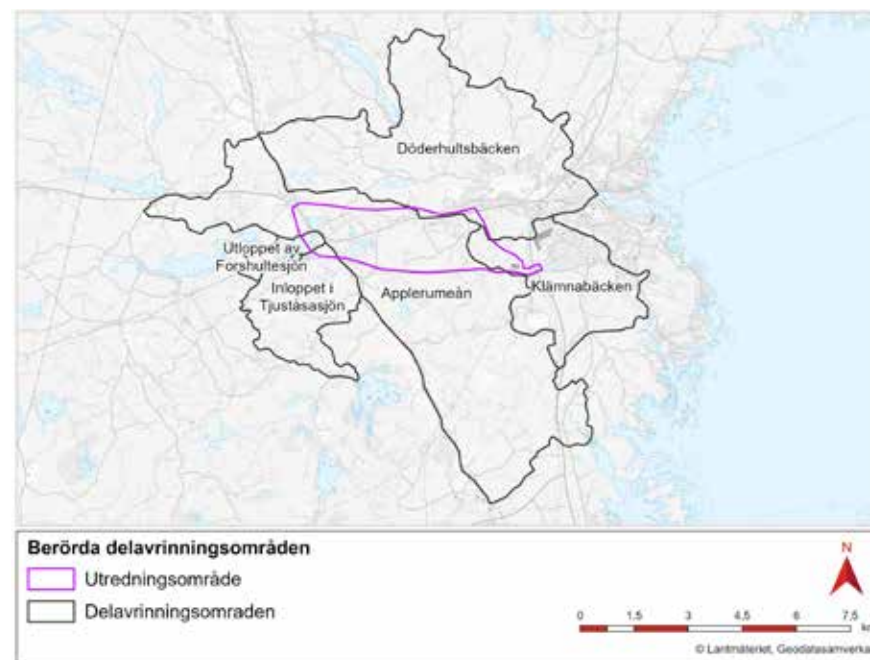 Döderhultsbäcken
Utloppet av
Forshultesjön
Inloppet i
Tjuståsasjön
Applerumeån
Klämnabäcken
Berörda delavrinningsområden
Utredningsområde
Delavrinningsomraden
N
0 1,5 3 4,5 6 7,5
© Lantmäteriet, Geodatasamverka